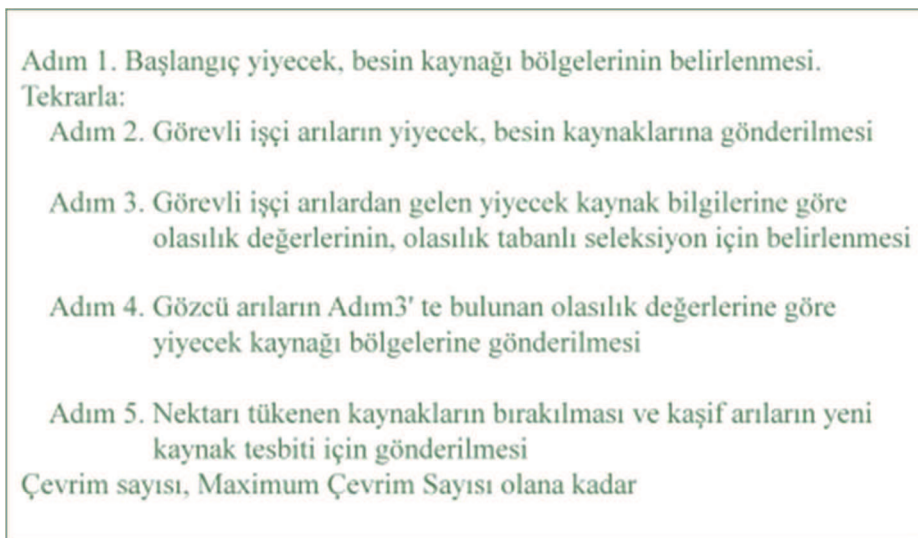 Adım 1. Başlangıç yiyecek, besin kaynağı bölgelerinin belirlenmesi.
Tekrarla:
Adım 2. Görevli işçi arıların yiyecek, besin kaynaklarına gönderilmesi
Adım 3. Görevli işçi arılardan gelen yiyecek kaynak bilgilerine göre
olasılık değerlerinin, olasılık tabanlı seleksiyon için belirlenmesi
Adım 4. Gözcü arıların Adım3' te bulunan olasılık değerlerine göre
yiyecek kaynağı bölgelerine gönderilmesi
Adım 5. Nektarı tükenen kaynakların bırakılması ve kaşif arıların yeni
kaynak tesbiti için gönderilmesi
Çevrim sayısı, Maximum Çevrim Sayısı olana kadar